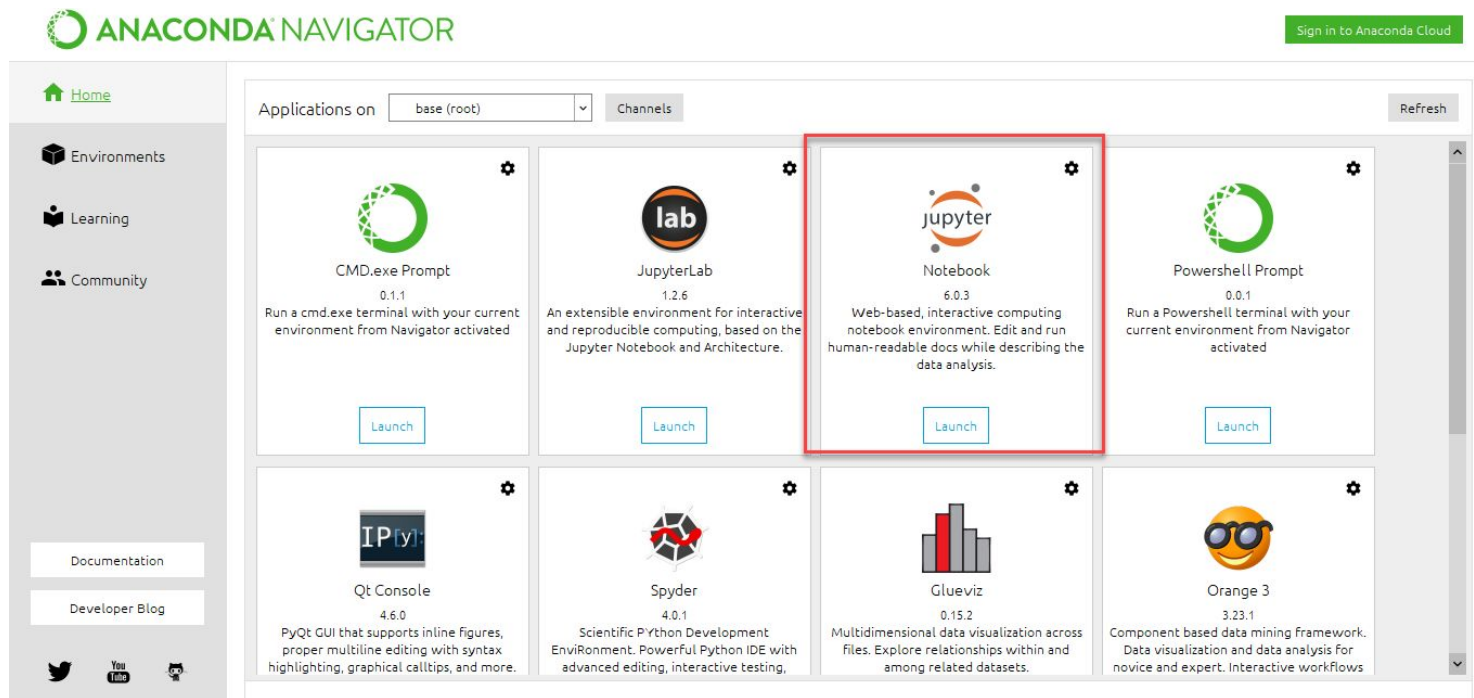 ANACONDA NAVIGATOR
Sign in to Anaconda Cloud
Home
Environments
Learning
Community
Documentation
Developer Blog
You
Tube
Applications on base (root) Channels Refresh
CMD.exe Prompt
0.1.1
Run a cmd.exe terminal with your current
environment from Navigator activated
Launch
lab
JupyterLab
1.2.6
An extensible environment for interactive
and reproducible computing, based on the
Jupyter Notebook and Architecture.
Launch
jupyter
Notebook
6.0.3
Web-based, interactive computing
notebook environment. Edit and run
human-readable docs while describing the
data analysis.
Launch
Powershell Prompt
0.0.1
Run a Powershell terminal with your
current environment from Navigator
activated
Launch
IP[y]:
Qt Console
4.6.0
PyQt GUI that supports inline figures,
proper multiline editing with syntax
highlighting, graphical calltips, and more.
Spyder
4.0.1
Scientific PYthon Development
EnviRonment. Powerful Python IDE with
advanced editing, interactive testing,
Glueviz
0.15.2
Multidimensional data visualization across
files. Explore relationships within and
among related datasets.
Orange 3
3.23.1
Component based data mining framework.
Data visualization and data analysis for
novice and expert. Interactive workflows